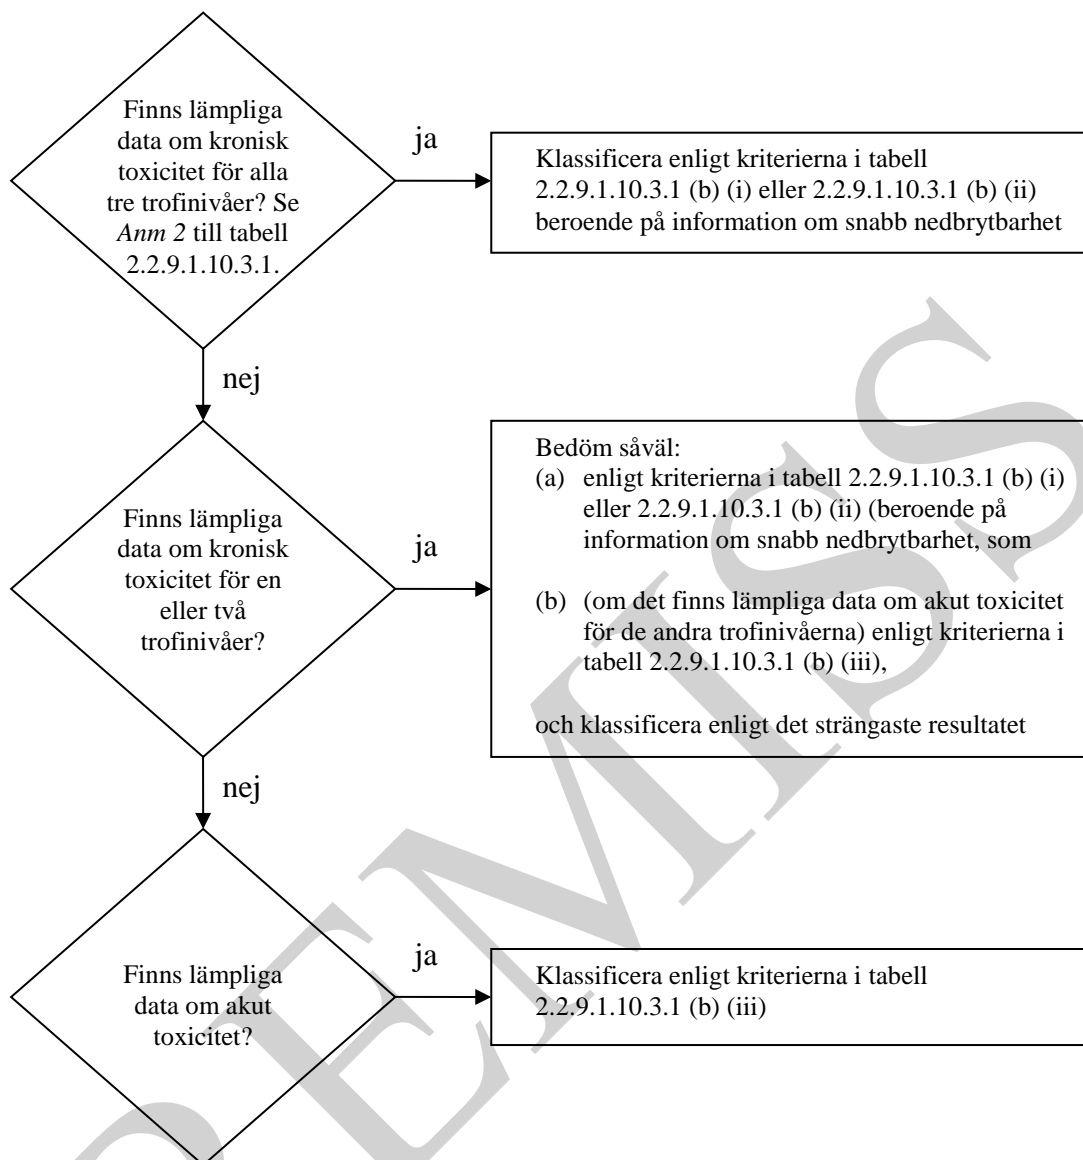 Finns lämpliga
data om kronisk
toxicitet för alla
tre trofinivåer? Se
Anm 2 till tabell
2.2.9.1.10.3.1.
ja
Klassificera enligt kriterierna i tabell
2.2.9.1.10.3.1 (b) (i) eller 2.2.9.1.10.3.1 (b) (ii)
beroende på information om snabb nedbrytbarhet
nej
Finns lämpliga
data om kronisk
toxicitet för en
eller två
trofinivåer?
ja
Bedöm såväl:
(a) enligt kriterierna i tabell 2.2.9.1.10.3.1 (b) (i)
eller 2.2.9.1.10.3.1 (b) (ii) (beroende på
information om snabb nedbrytbarhet, som
(b) (om det finns lämpliga data om akut toxicitet
för de andra trofinivåerna) enligt kriterierna i
tabell 2.2.9.1.10.3.1 (b) (iii),
och klassificera enligt det strängaste resultatet
nej
Finns lämpliga
data om akut
toxicitet?
ja
Klassificera enligt kriterierna i tabell
2.2.9.1.10.3.1 (b) (iii)
EMISS